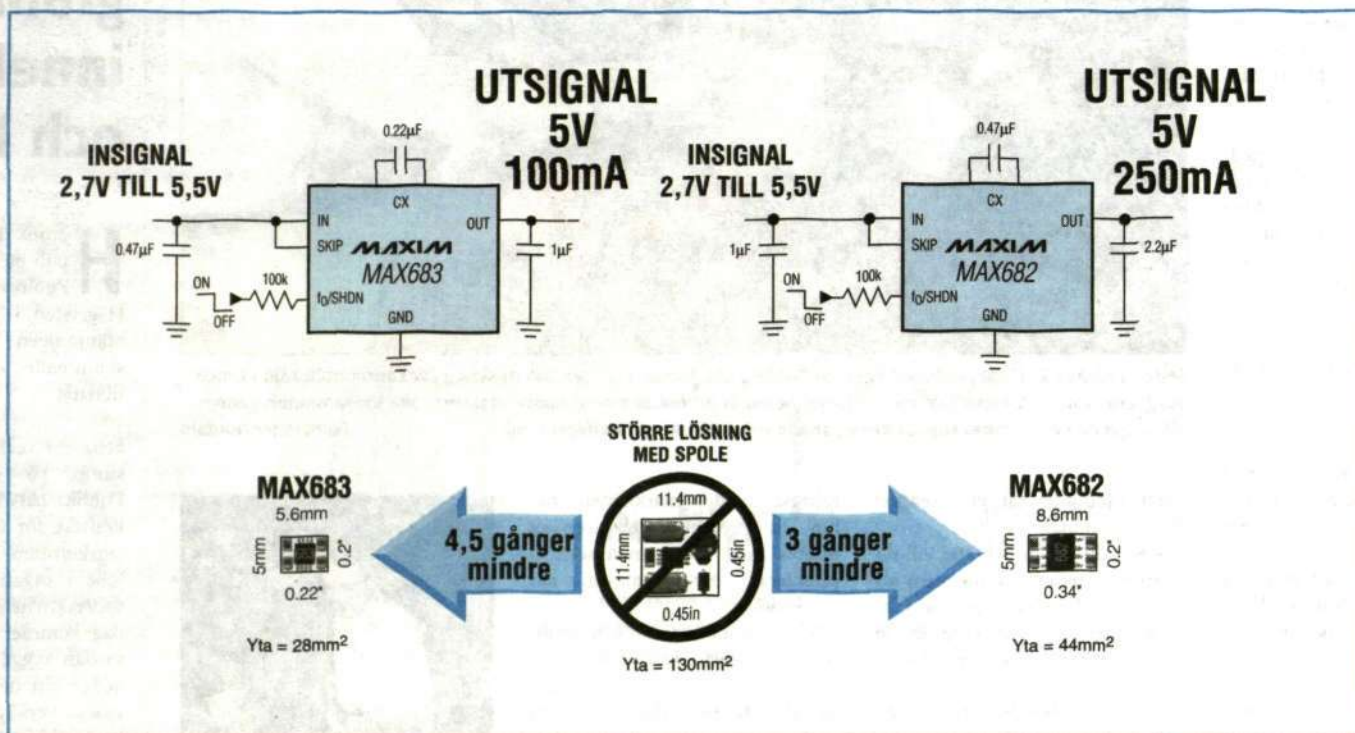 INSIGNAL
2,7V TILL 5,5V
UTSIGNAL
5V
100mA
0.22µF
CX
IN
OUT
SKIP
MAXIM
MAX683
0.47µF
1µF
100k
ON
OFF
fO/SHDN
GND
INSIGNAL
2,7V TILL 5,5V
UTSIGNAL
5V
250mA
0.47µF
CX
IN
OUT
SKIP
MAXIM
MAX682
1µF
2.2µF
100k
ON
OFF
fO/SHDN
GND
STÖRRE LÖSNING
MED SPOLE
MAX683
5.6mm
5mm
0.2"
0.22"
Yta = 28mm²
4,5 gånger
mindre
11.4mm
11.4mm
0.45in
0.45in
Yta = 130mm²
3 gånger
mindre
MAX682
8.6mm
5mm
0.2"
0.34"
Yta = 44mm²